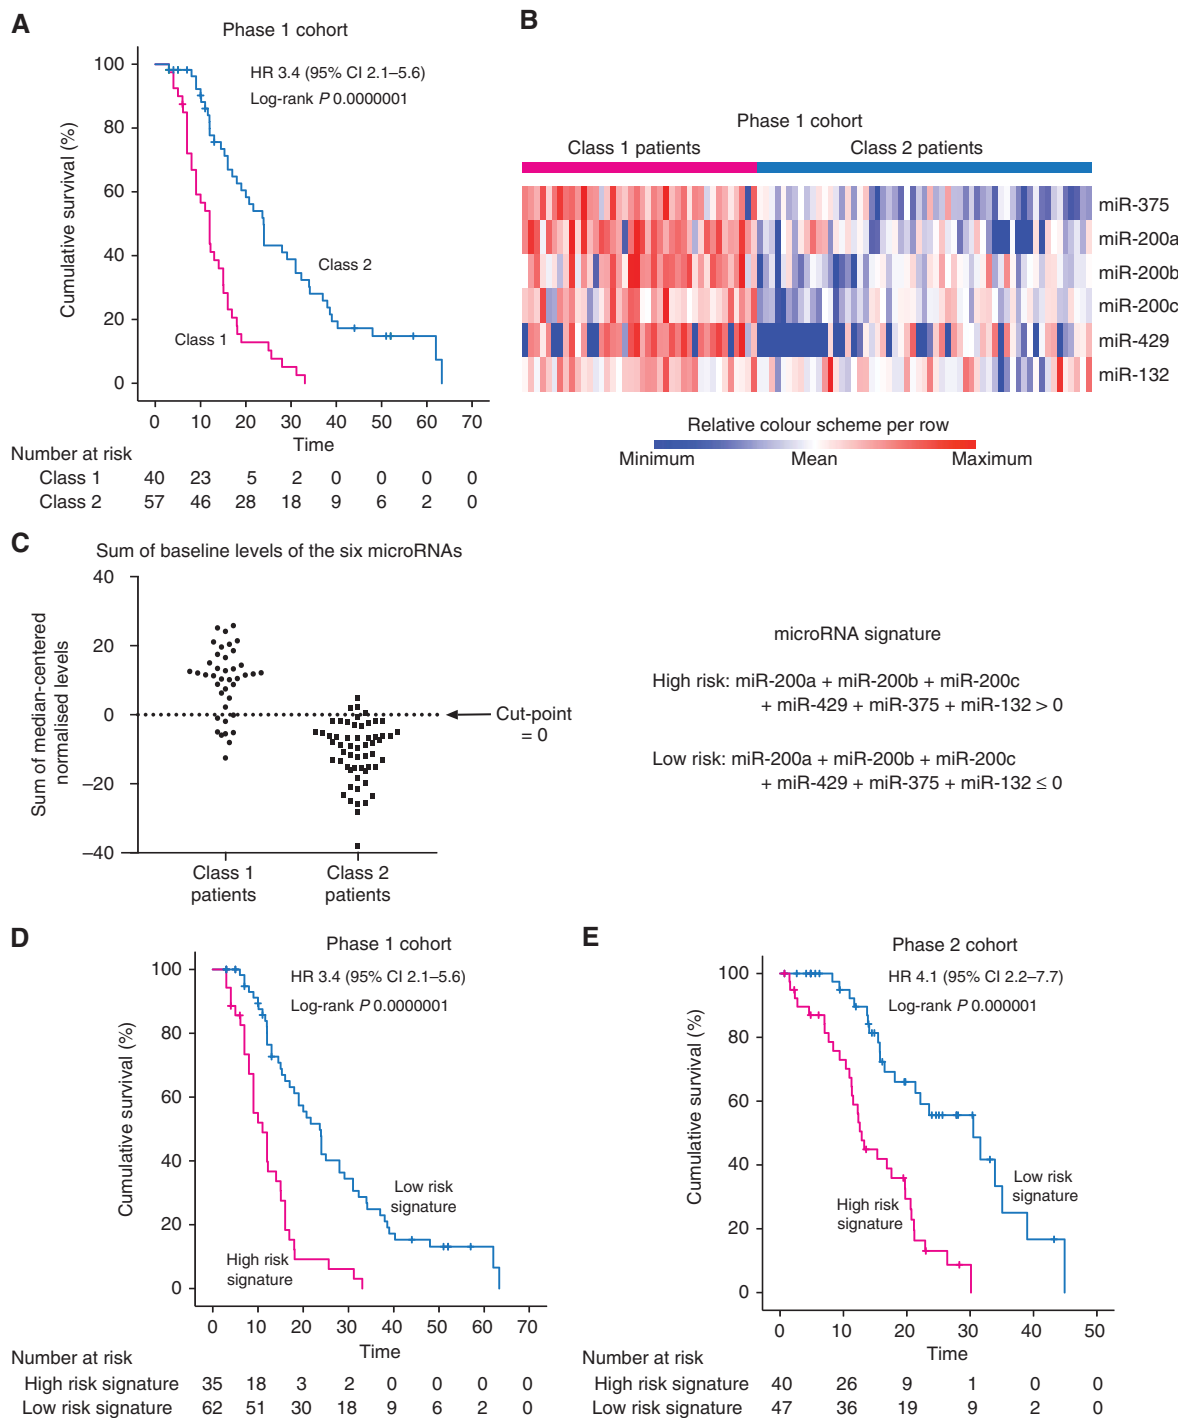 A
Phase 1 cohort
HR 3.4 (95% CI 2.1–5.6)
Log-rank P 0.0000001
Cumulative survival (%)
100
80
60
40
20
0
Class 2
Class 1
0 10 20 30 40 50 60 70
Time
Number at risk
Class 1 40 23 5 2 0 0 0 0
Class 2 57 46 28 18 9 6 2 0
B
Phase 1 cohort
Class 1 patients Class 2 patients
miR-375
miR-200a
miR-200b
miR-200c
miR-429
miR-132
Relative colour scheme per row
Minimum Mean Maximum
C
Sum of baseline levels of the six microRNAs
Sum of median-centered
normalised levels
40
20
0
–20
–40
Cut-point
= 0
Class 1
patients
Class 2
patients
microRNA signature
High risk: miR-200a + miR-200b + miR-200c
+ miR-429 + miR-375 + miR-132 > 0
Low risk: miR-200a + miR-200b + miR-200c
+ miR-429 + miR-375 + miR-132 ≤ 0
D
Phase 1 cohort
HR 3.4 (95% CI 2.1–5.6)
Log-rank P 0.0000001
Cumulative survival (%)
100
80
60
40
20
0
Low risk
signature
High risk
signature
0 10 20 30 40 50 60 70
Time
Number at risk
High risk signature 35 18 3 2 0 0 0 0
Low risk signature 62 51 30 18 9 6 2 0
E
Phase 2 cohort
HR 4.1 (95% CI 2.2–7.7)
Log-rank P 0.000001
Cumulative survival (%)
100
80
60
40
20
0
Low risk
signature
High risk
signature
0 10 20 30 40 50
Time
Number at risk
High risk signature 40 26 9 1 0 0
Low risk signature 47 36 19 9 2 0